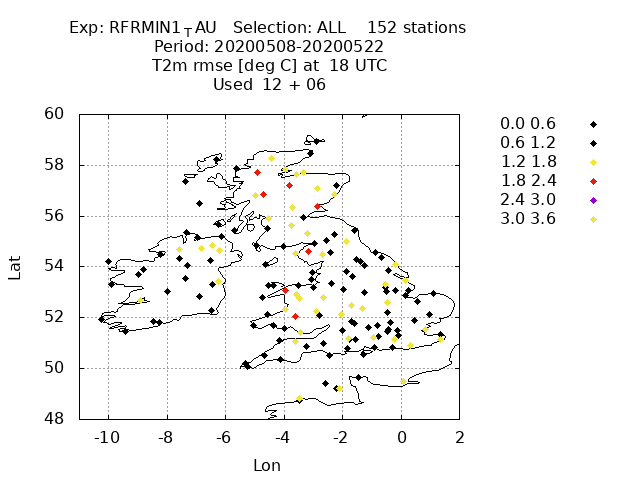 Exp: RFRMIN1_TAU Selection: ALL 152 stations
Period: 20200508-20200522
T2m rmse [deg C] at 18 UTC
Used 12 + 06
0.0 0.6
0.6 1.2
1.2 1.8
1.8 2.4
2.4 3.0
3.0 3.6
60
58
56
54
52
50
48
Lat
-10 -8 -6 -4 -2 0 2
Lon